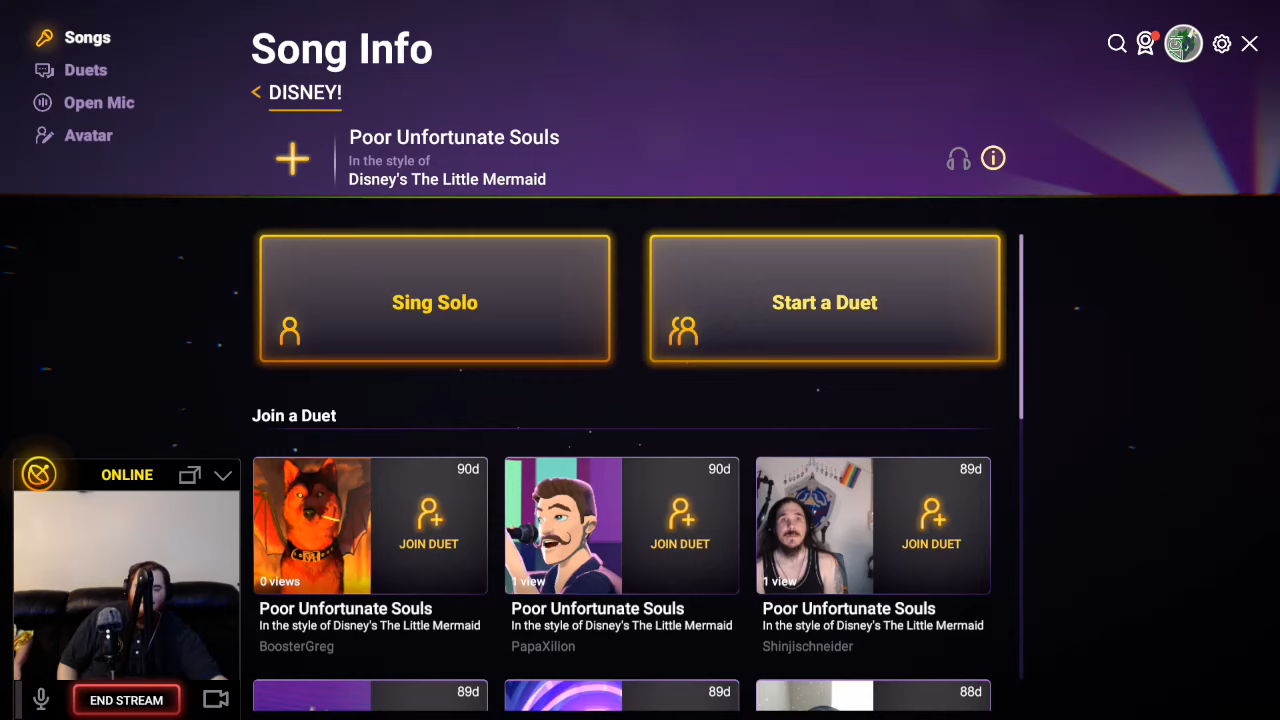 Songs
Duets
Open Mic
Avatar
Song Info
< DISNEY!
Poor Unfortunate Souls
In the style of
Disney's The Little Mermaid
Sing Solo
Start a Duet
Join a Duet
90d
JOIN DUET
0 views
Poor Unfortunate Souls
In the style of Disney's The Little Mermaid
BoosterGreg
90d
JOIN DUET
1 view
Poor Unfortunate Souls
In the style of Disney's The Little Mermaid
PapaXilion
89d
JOIN DUET
1 view
Poor Unfortunate Souls
In the style of Disney's The Little Mermaid
Shinjischneider
89d
89d
88d
ONLINE
END STREAM